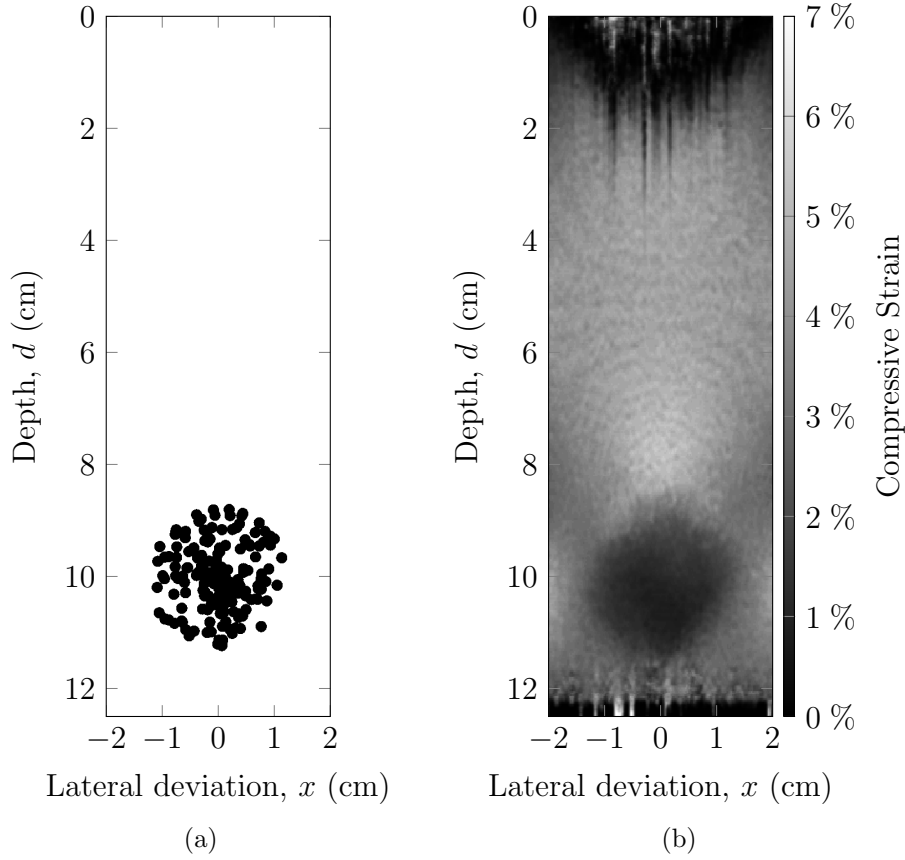 0
2
4
6
8
10
12
−2 −1 0 1 2
Depth, d (cm)
Lateral deviation, x (cm)
(a)
0
2
4
6
8
10
12
−2 −1 0 1 2
Depth, d (cm)
Lateral deviation, x (cm)
(b)
7 %
6 %
5 %
4 %
3 %
2 %
1 %
0 %
Compressive Strain